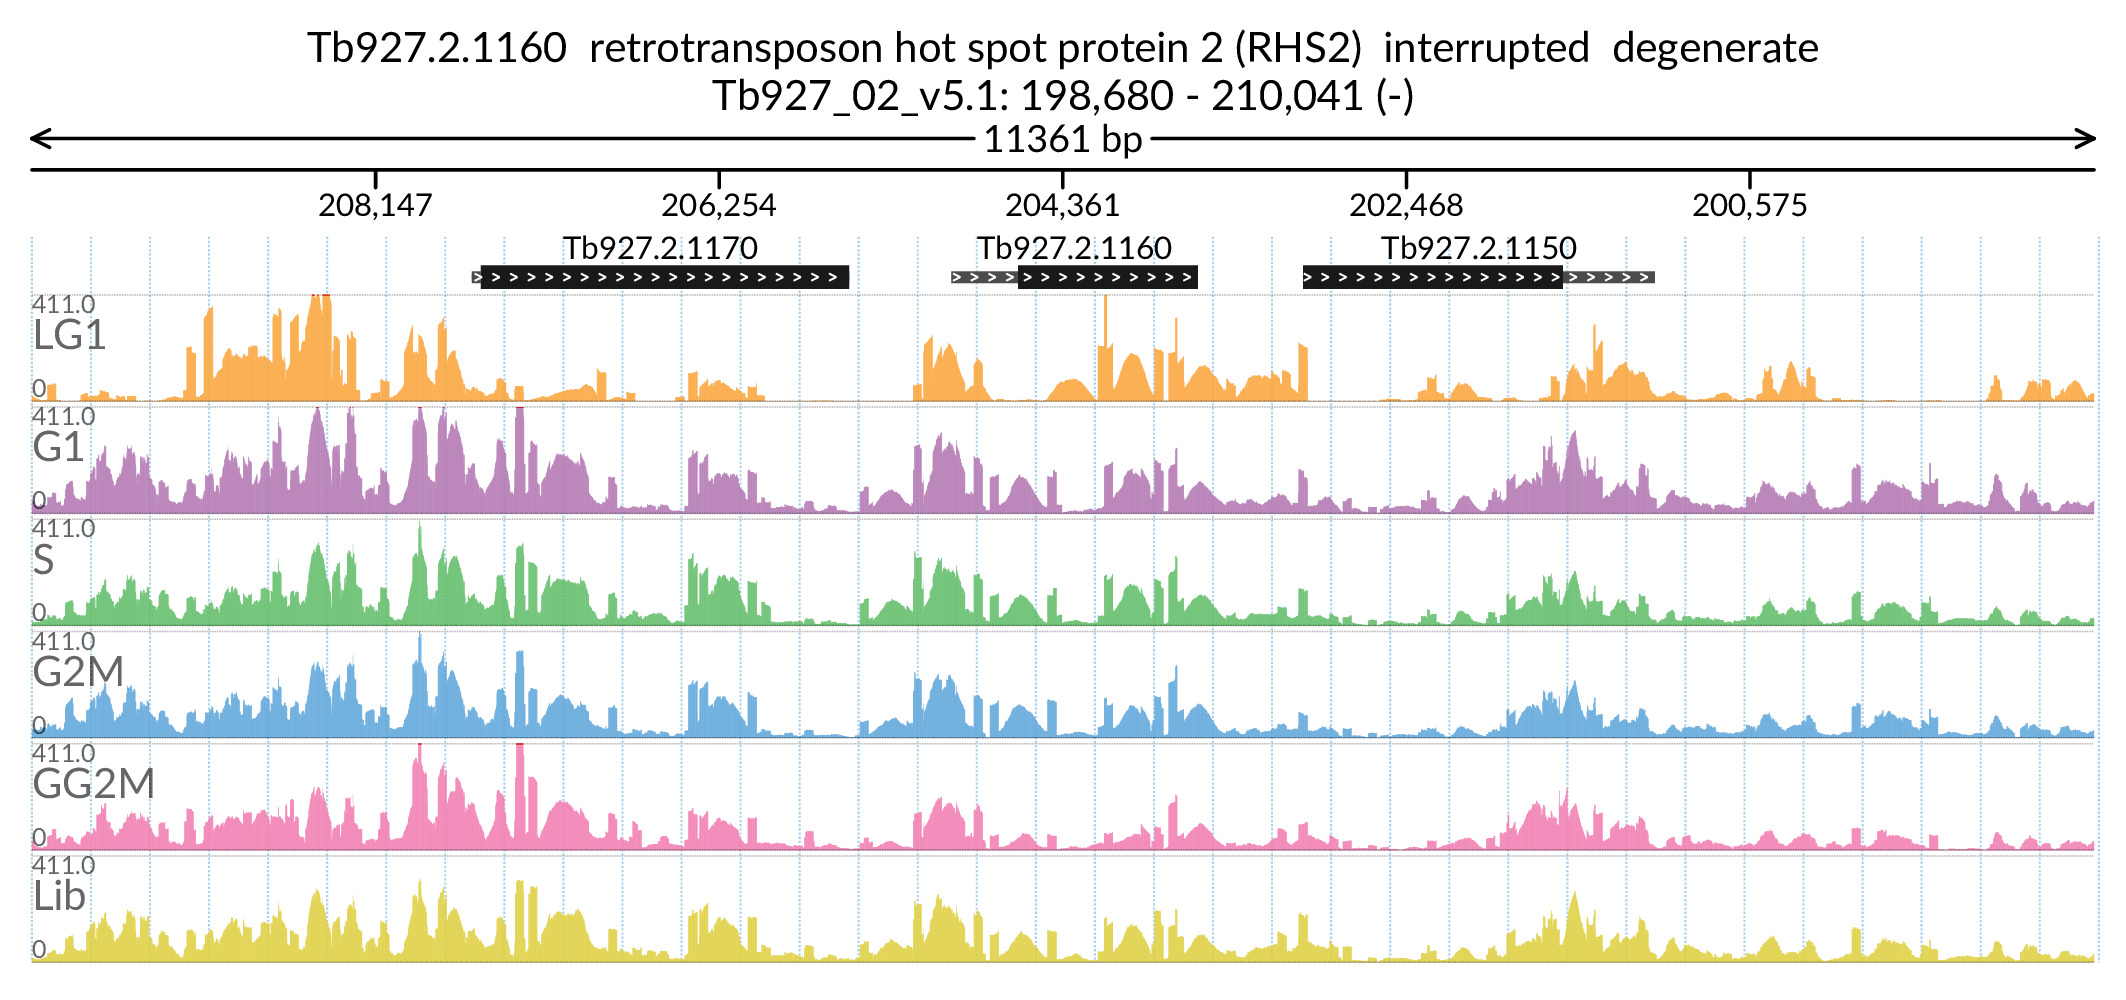 Tb927.2.1160 retrotransposon hot spot protein 2 (RHS2) interrupted degenerate
Tb927_02_v5.1: 198,680 - 210,041 (-)
11361 bp
208,147 206,254 204,361 202,468 200,575
Tb927.2.1170 Tb927.2.1160 Tb927.2.1150
411.0
LG1
0
411.0
G1
0
411.0
S
0
411.0
G2M
0
411.0
GG2M
0
411.0
Lib
0